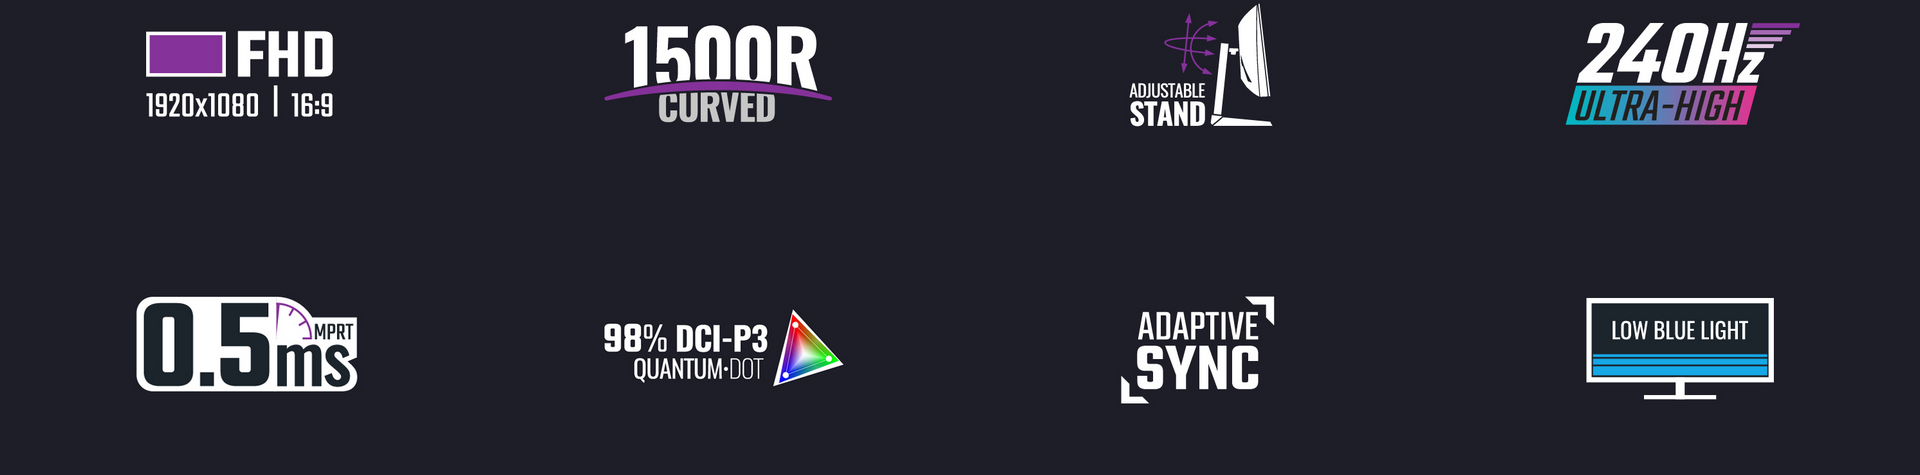 FHD
1920x1080 | 16:9
1500R
CURVED
ADJUSTABLE
STAND
240Hz
ULTRA-HIGH
0.5ms
MPRT
98% DCI-P3
QUANTUM·DOT
ADAPTIVE
SYNC
LOW BLUE LIGHT